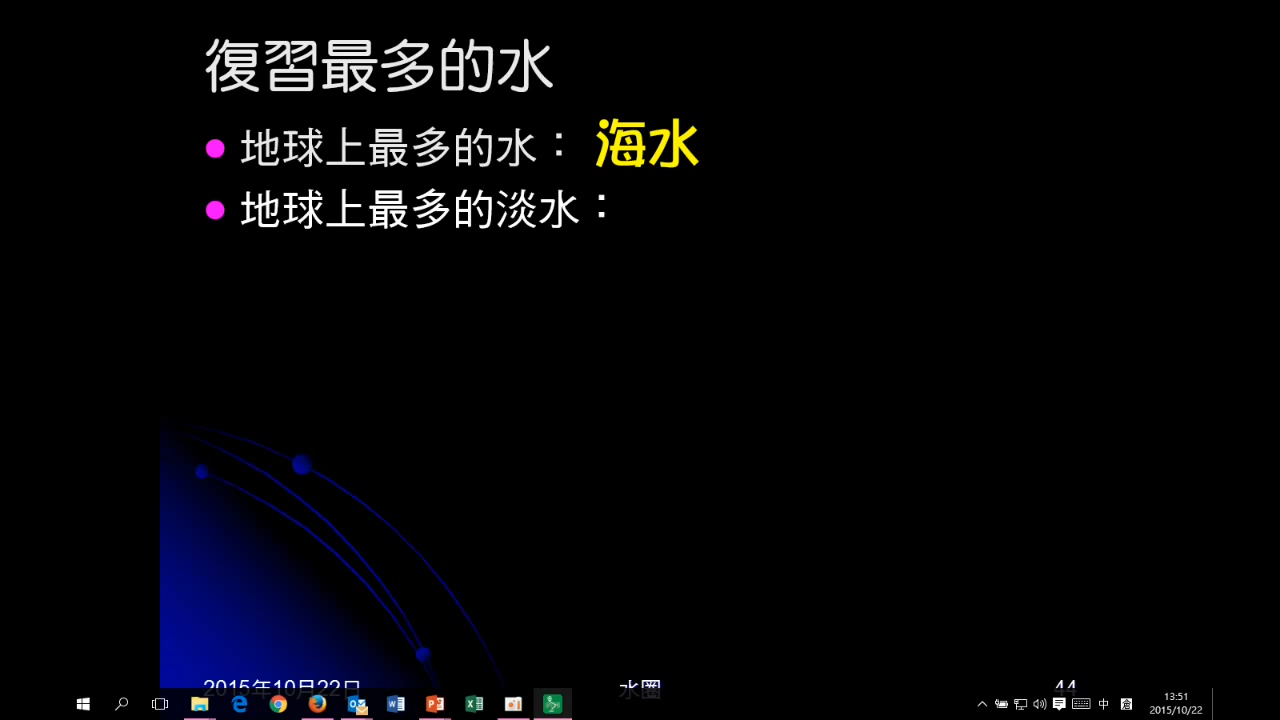 復習最多的水
地球上最多的水： 海水
地球上最多的淡水：
2015年10月22日 水圈 44
中
13:51
2015/10/22